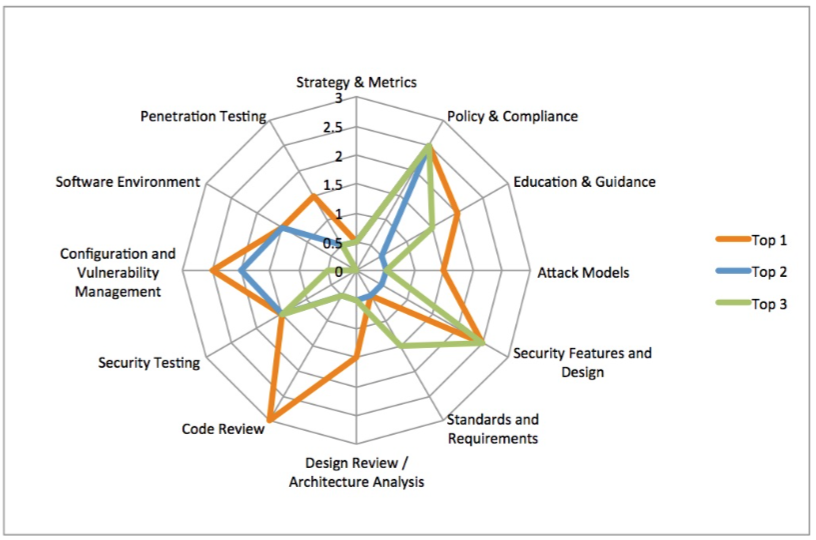 Strategy & Metrics
3
2.5
2
1.5
1
0.5
0
Policy & Compliance
Education & Guidance
Attack Models
Security Features and
Design
Standards and
Requirements
Design Review /
Architecture Analysis
Code Review
Security Testing
Configuration and
Vulnerability
Management
Software Environment
Penetration Testing
Top 1
Top 2
Top 3